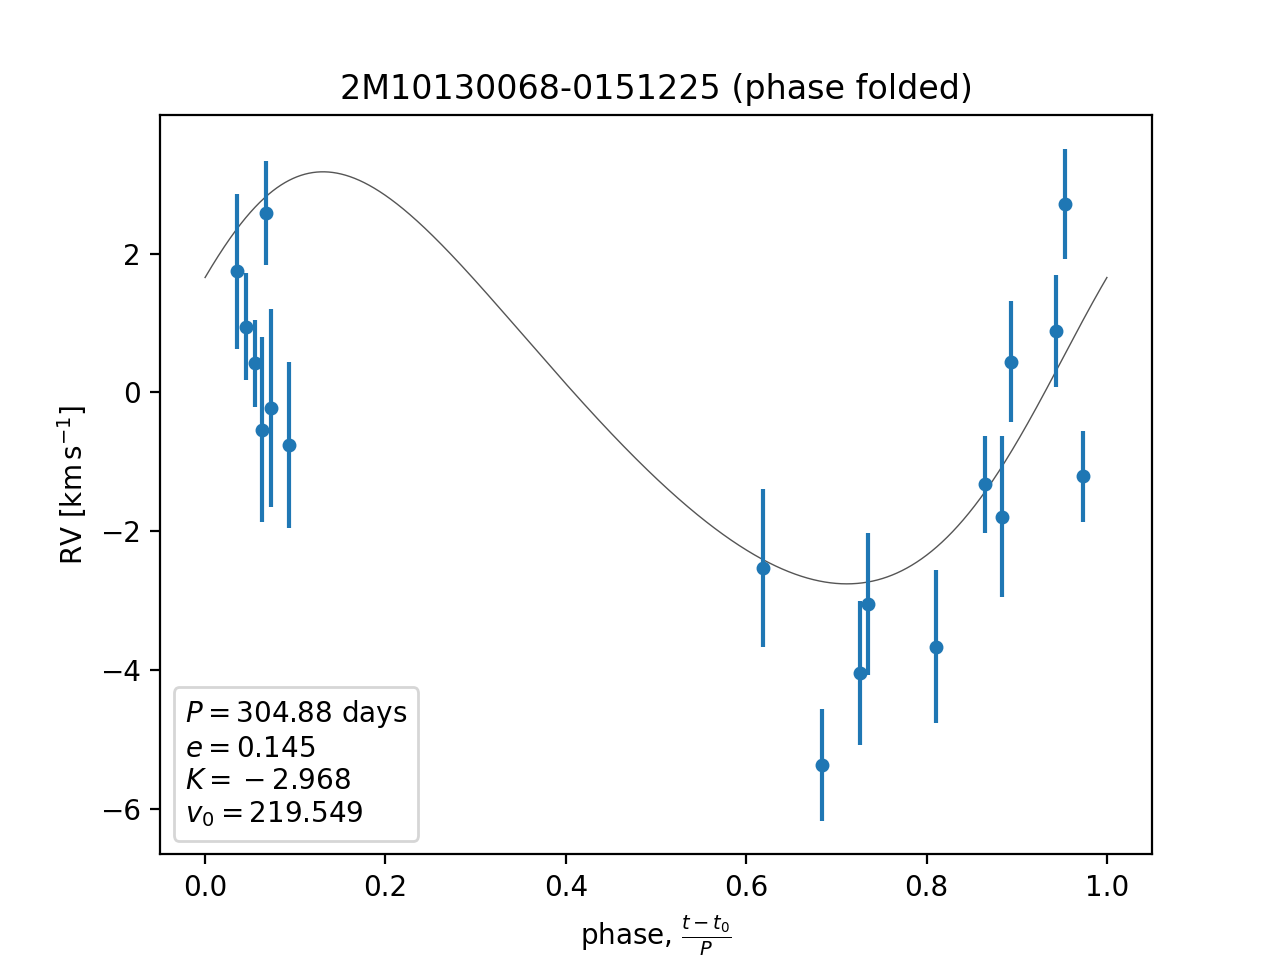 2M10130068-0151225 (phase folded)
RV [km s⁻¹]
2
0
−2
−4
−6
P = 304.88 days
e = 0.145
K = −2.968
v₀ = 219.549
0.0 0.2 0.4 0.6 0.8 1.0
phase, (t − t₀)/P